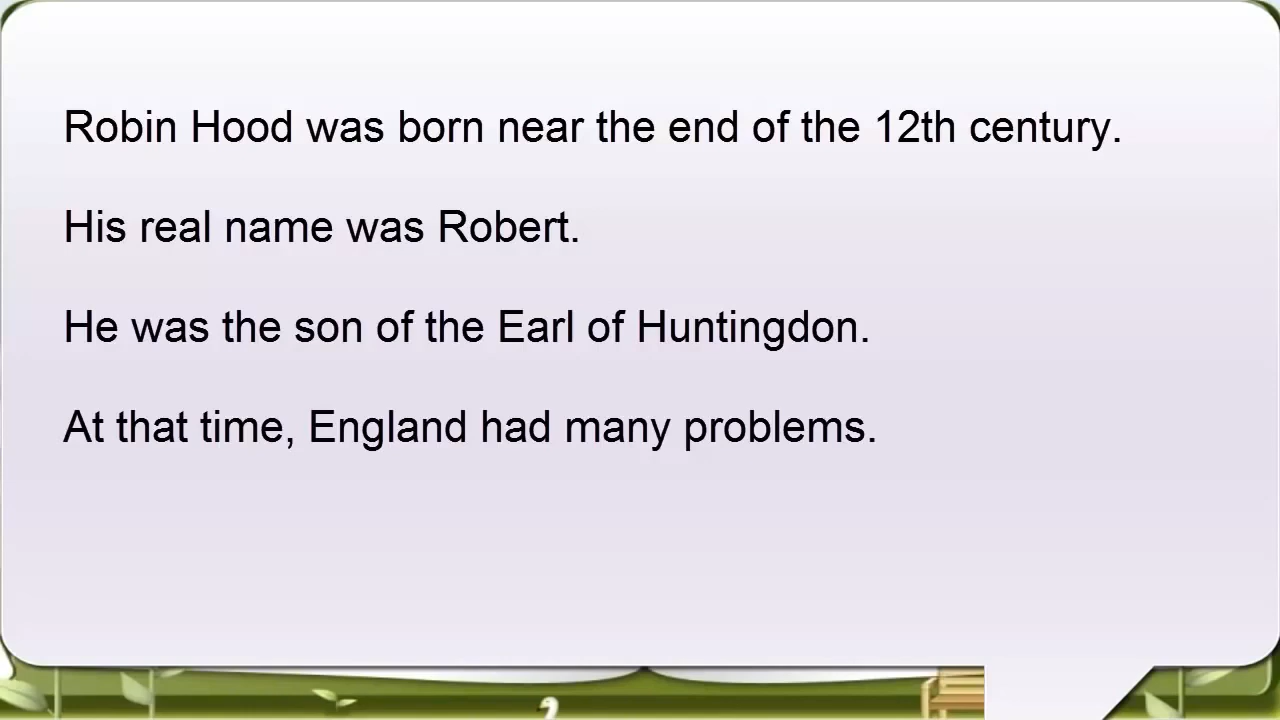 Robin Hood was born near the end of the 12th century.
His real name was Robert.
He was the son of the Earl of Huntingdon.
At that time, England had many problems.